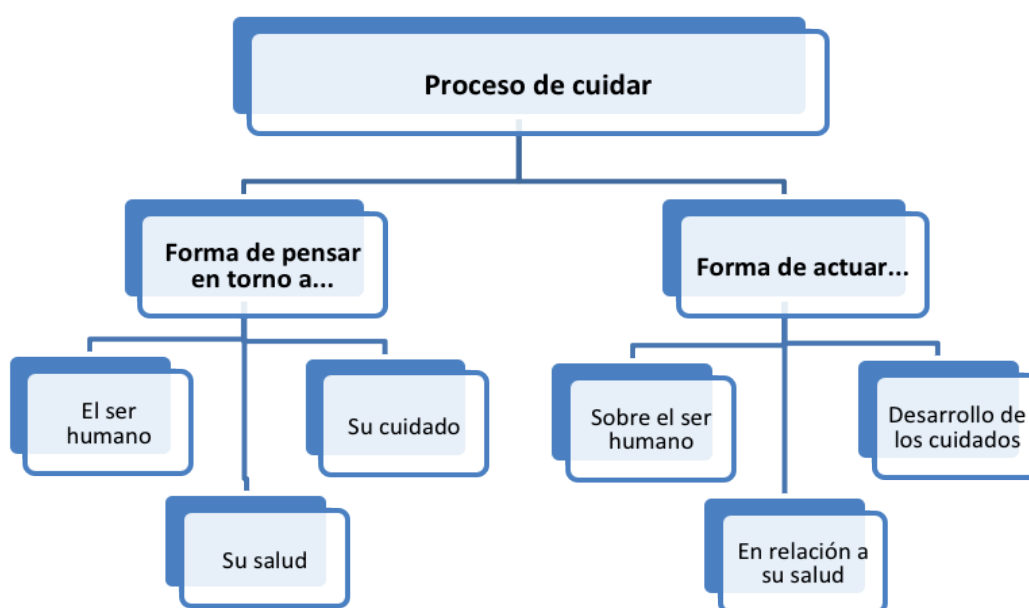 Proceso de cuidar
Forma de pensar
en torno a...
Forma de actuar...
El ser
humano
Su cuidado
Su salud
Sobre el ser
humano
Desarrollo de
los cuidados
En relación a
su salud